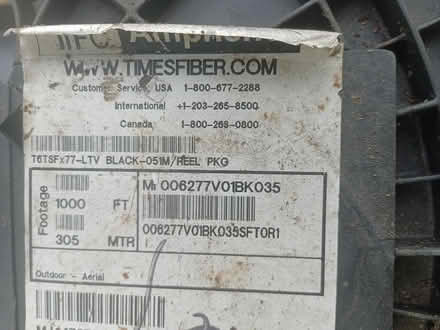 WWW.TIMESFIBER.COM
Customer Service, USA 1-800-677-2288
International +1-203-265-8500
Canada 1-800-268-0800
T6TSFx77-LTV BLACK-051M/REEL PKG
Footage
1000 FT
305 MTR
M: 006277V01BK035
006277V01BK035SFT0R1
Outdoor - Aerial